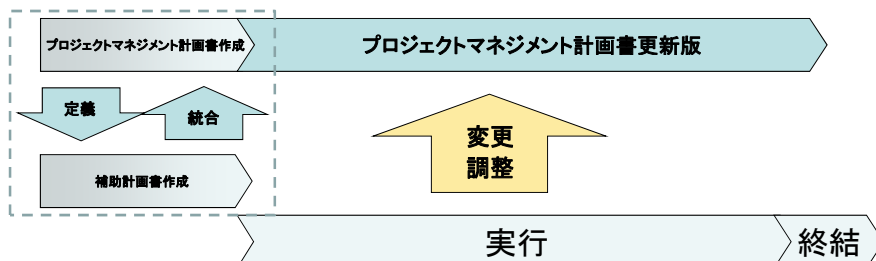 プロジェクトマネジメント計画書作成
プロジェクトマネジメント計画書更新版
定義
統合
変更
調整
補助計画書作成
実行
終結